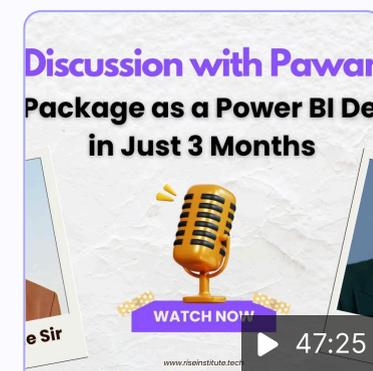 Discussion with Pawan
Package as a Power BI De
in Just 3 Months
WATCH NOW
e Sir
47:25
www.riseinstitute.tech